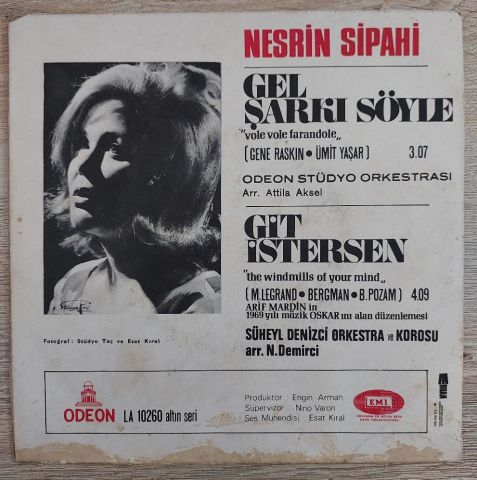 NESRİN SİPAHİ
GEL
ŞARKI SÖYLE
"vole vole farandole„
(GENE RASKIN • ÜMİT YAŞAR) 3.07
ODEON STÜDYO ORKESTRASI
Arr. Attila Aksel
GİT
İSTERSEN
"the windmills of your mind„
(M.LEGRAND • BERGMAN • B.POZAM) 4.09
ARİF MARDİN in
1969 yılı müzik OSKAR ını alan düzenlemesi
SÜHEYL DENİZCİ ORKESTRA ve KOROSU
arr. N.Demirci
Fotoğraf: Stüdyo Taç ve Esat Kıral
ODEON LA 10260 altın seri
Produktor : Engin Arman
Supervizor : Nino Varon
Ses Mühendisi : Esat Kıral
EMI